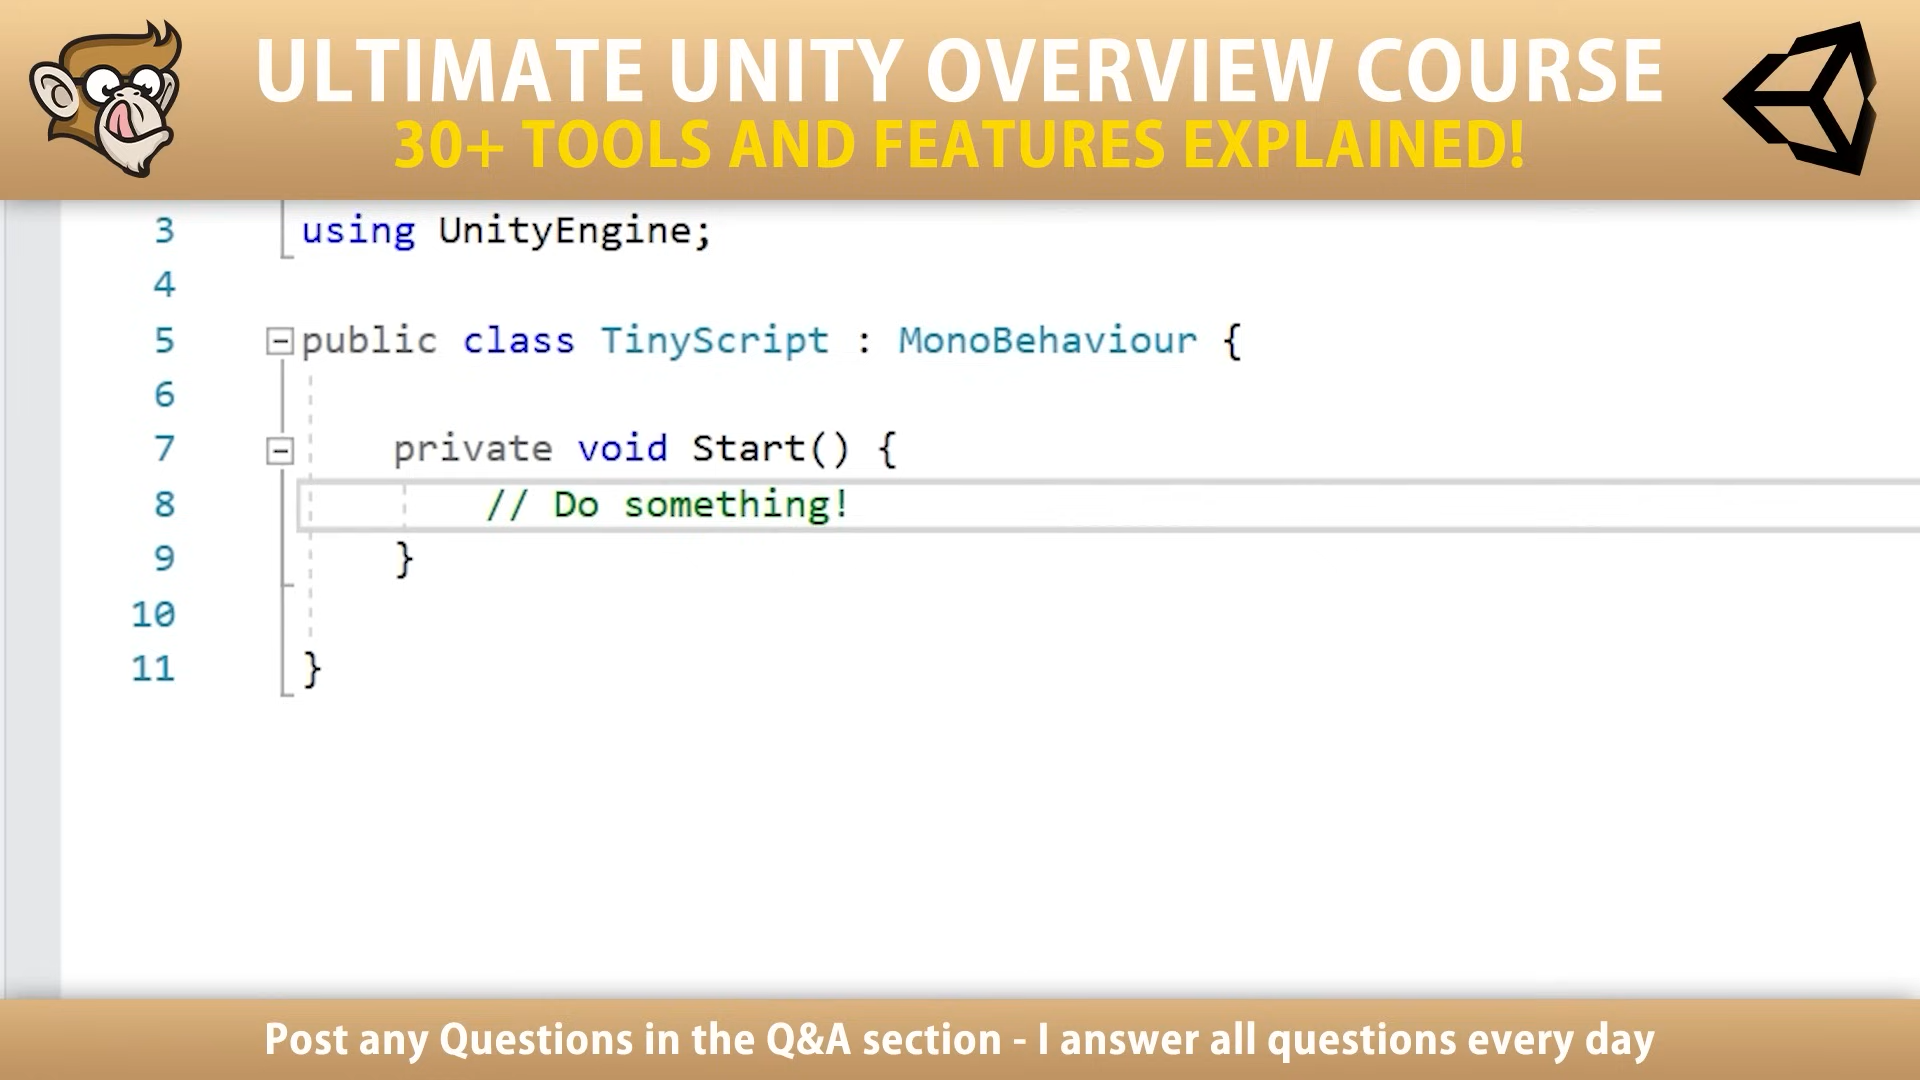 ULTIMATE UNITY OVERVIEW COURSE
30+ TOOLS AND FEATURES EXPLAINED!
3 using UnityEngine;
4
5 public class TinyScript : MonoBehaviour {
6
7 private void Start() {
8 // Do something!
9 }
10
11 }
Post any Questions in the Q&A section - I answer all questions every day